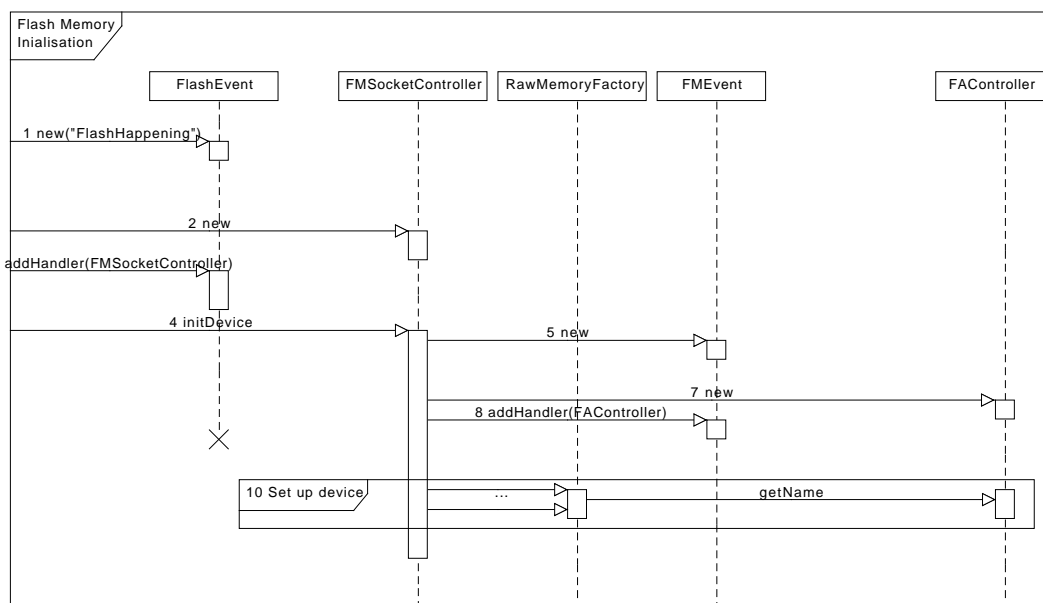 Flash Memory
Inialisation
FlashEvent
FMSocketController
RawMemoryFactory
FMEvent
FAController
1 new("FlashHappening")
2 new
addHandler(FMSocketController)
4 initDevice
5 new
7 new
8 addHandler(FAController)
10 Set up device
...
getName